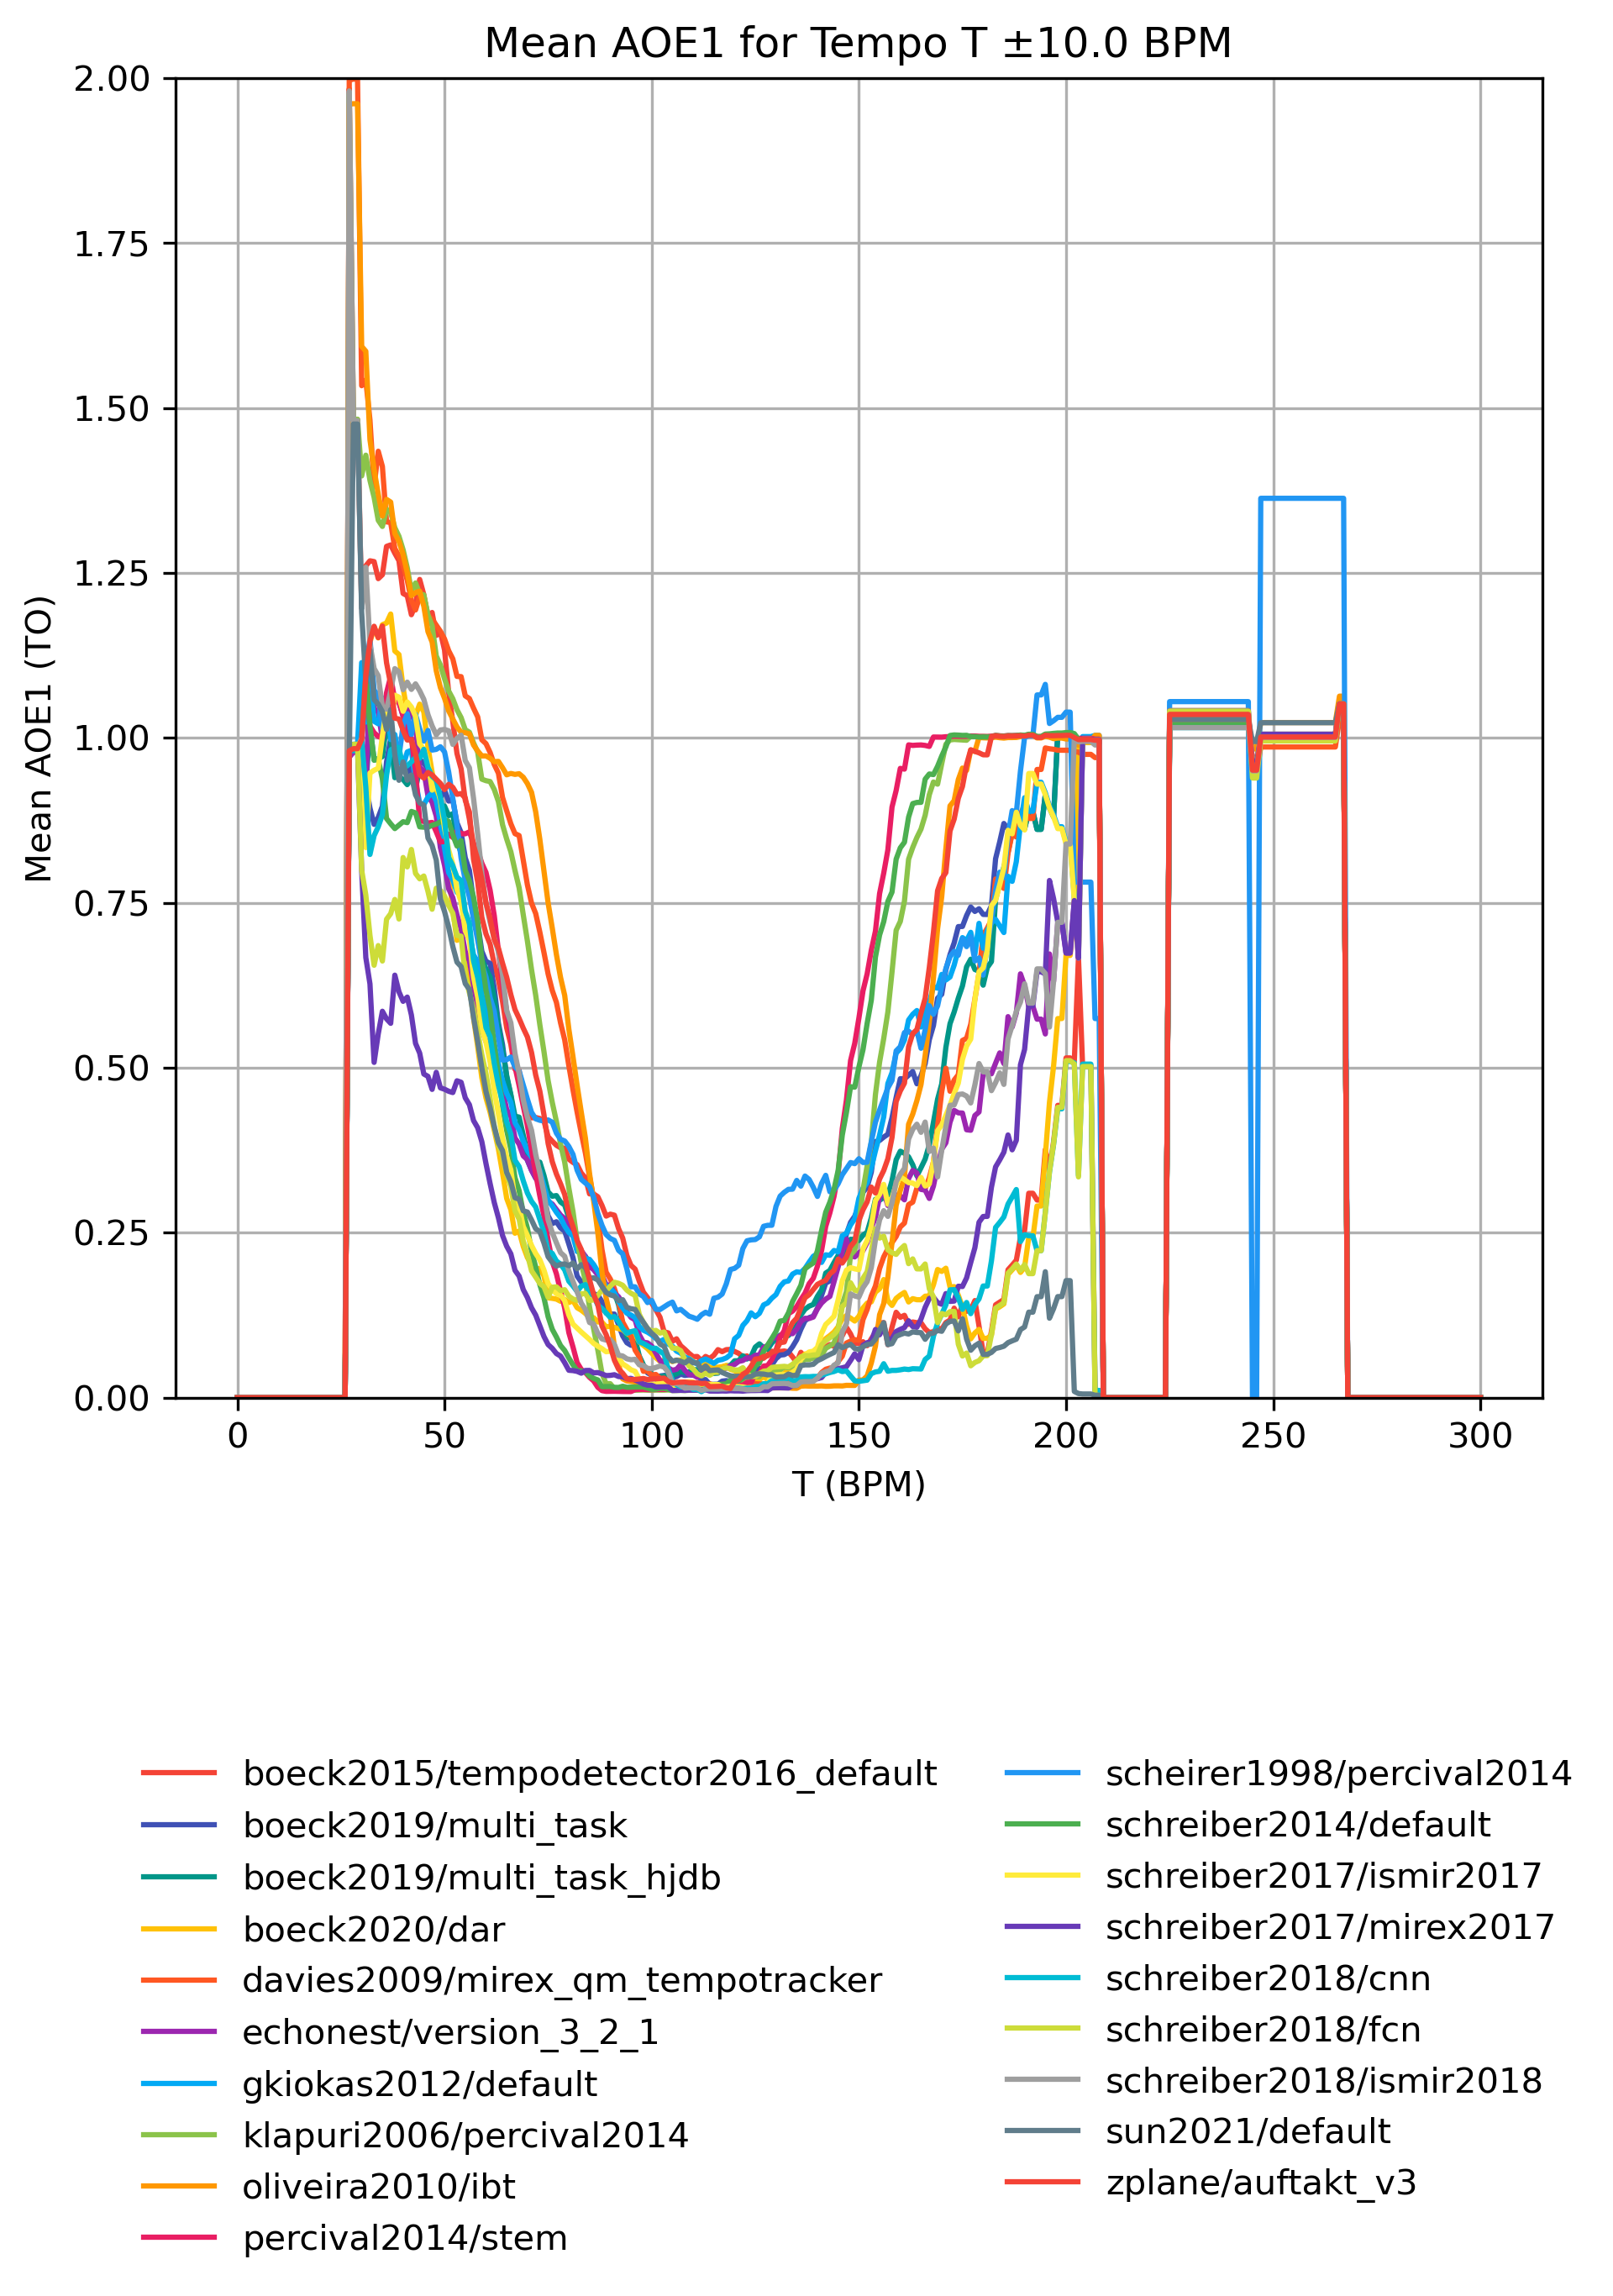 Mean AOE1 for Tempo T ±10.0 BPM
2.00
1.75
1.50
1.25
1.00
0.75
0.50
0.25
0.00
Mean AOE1 (TO)
0 50 100 150 200 250 300
T (BPM)
boeck2015/tempodetector2016_default
boeck2019/multi_task
boeck2019/multi_task_hjdb
boeck2020/dar
davies2009/mirex_qm_tempotracker
echonest/version_3_2_1
gkiokas2012/default
klapuri2006/percival2014
oliveira2010/ibt
percival2014/stem
scheirer1998/percival2014
schreiber2014/default
schreiber2017/ismir2017
schreiber2017/mirex2017
schreiber2018/cnn
schreiber2018/fcn
schreiber2018/ismir2018
sun2021/default
zplane/auftakt_v3